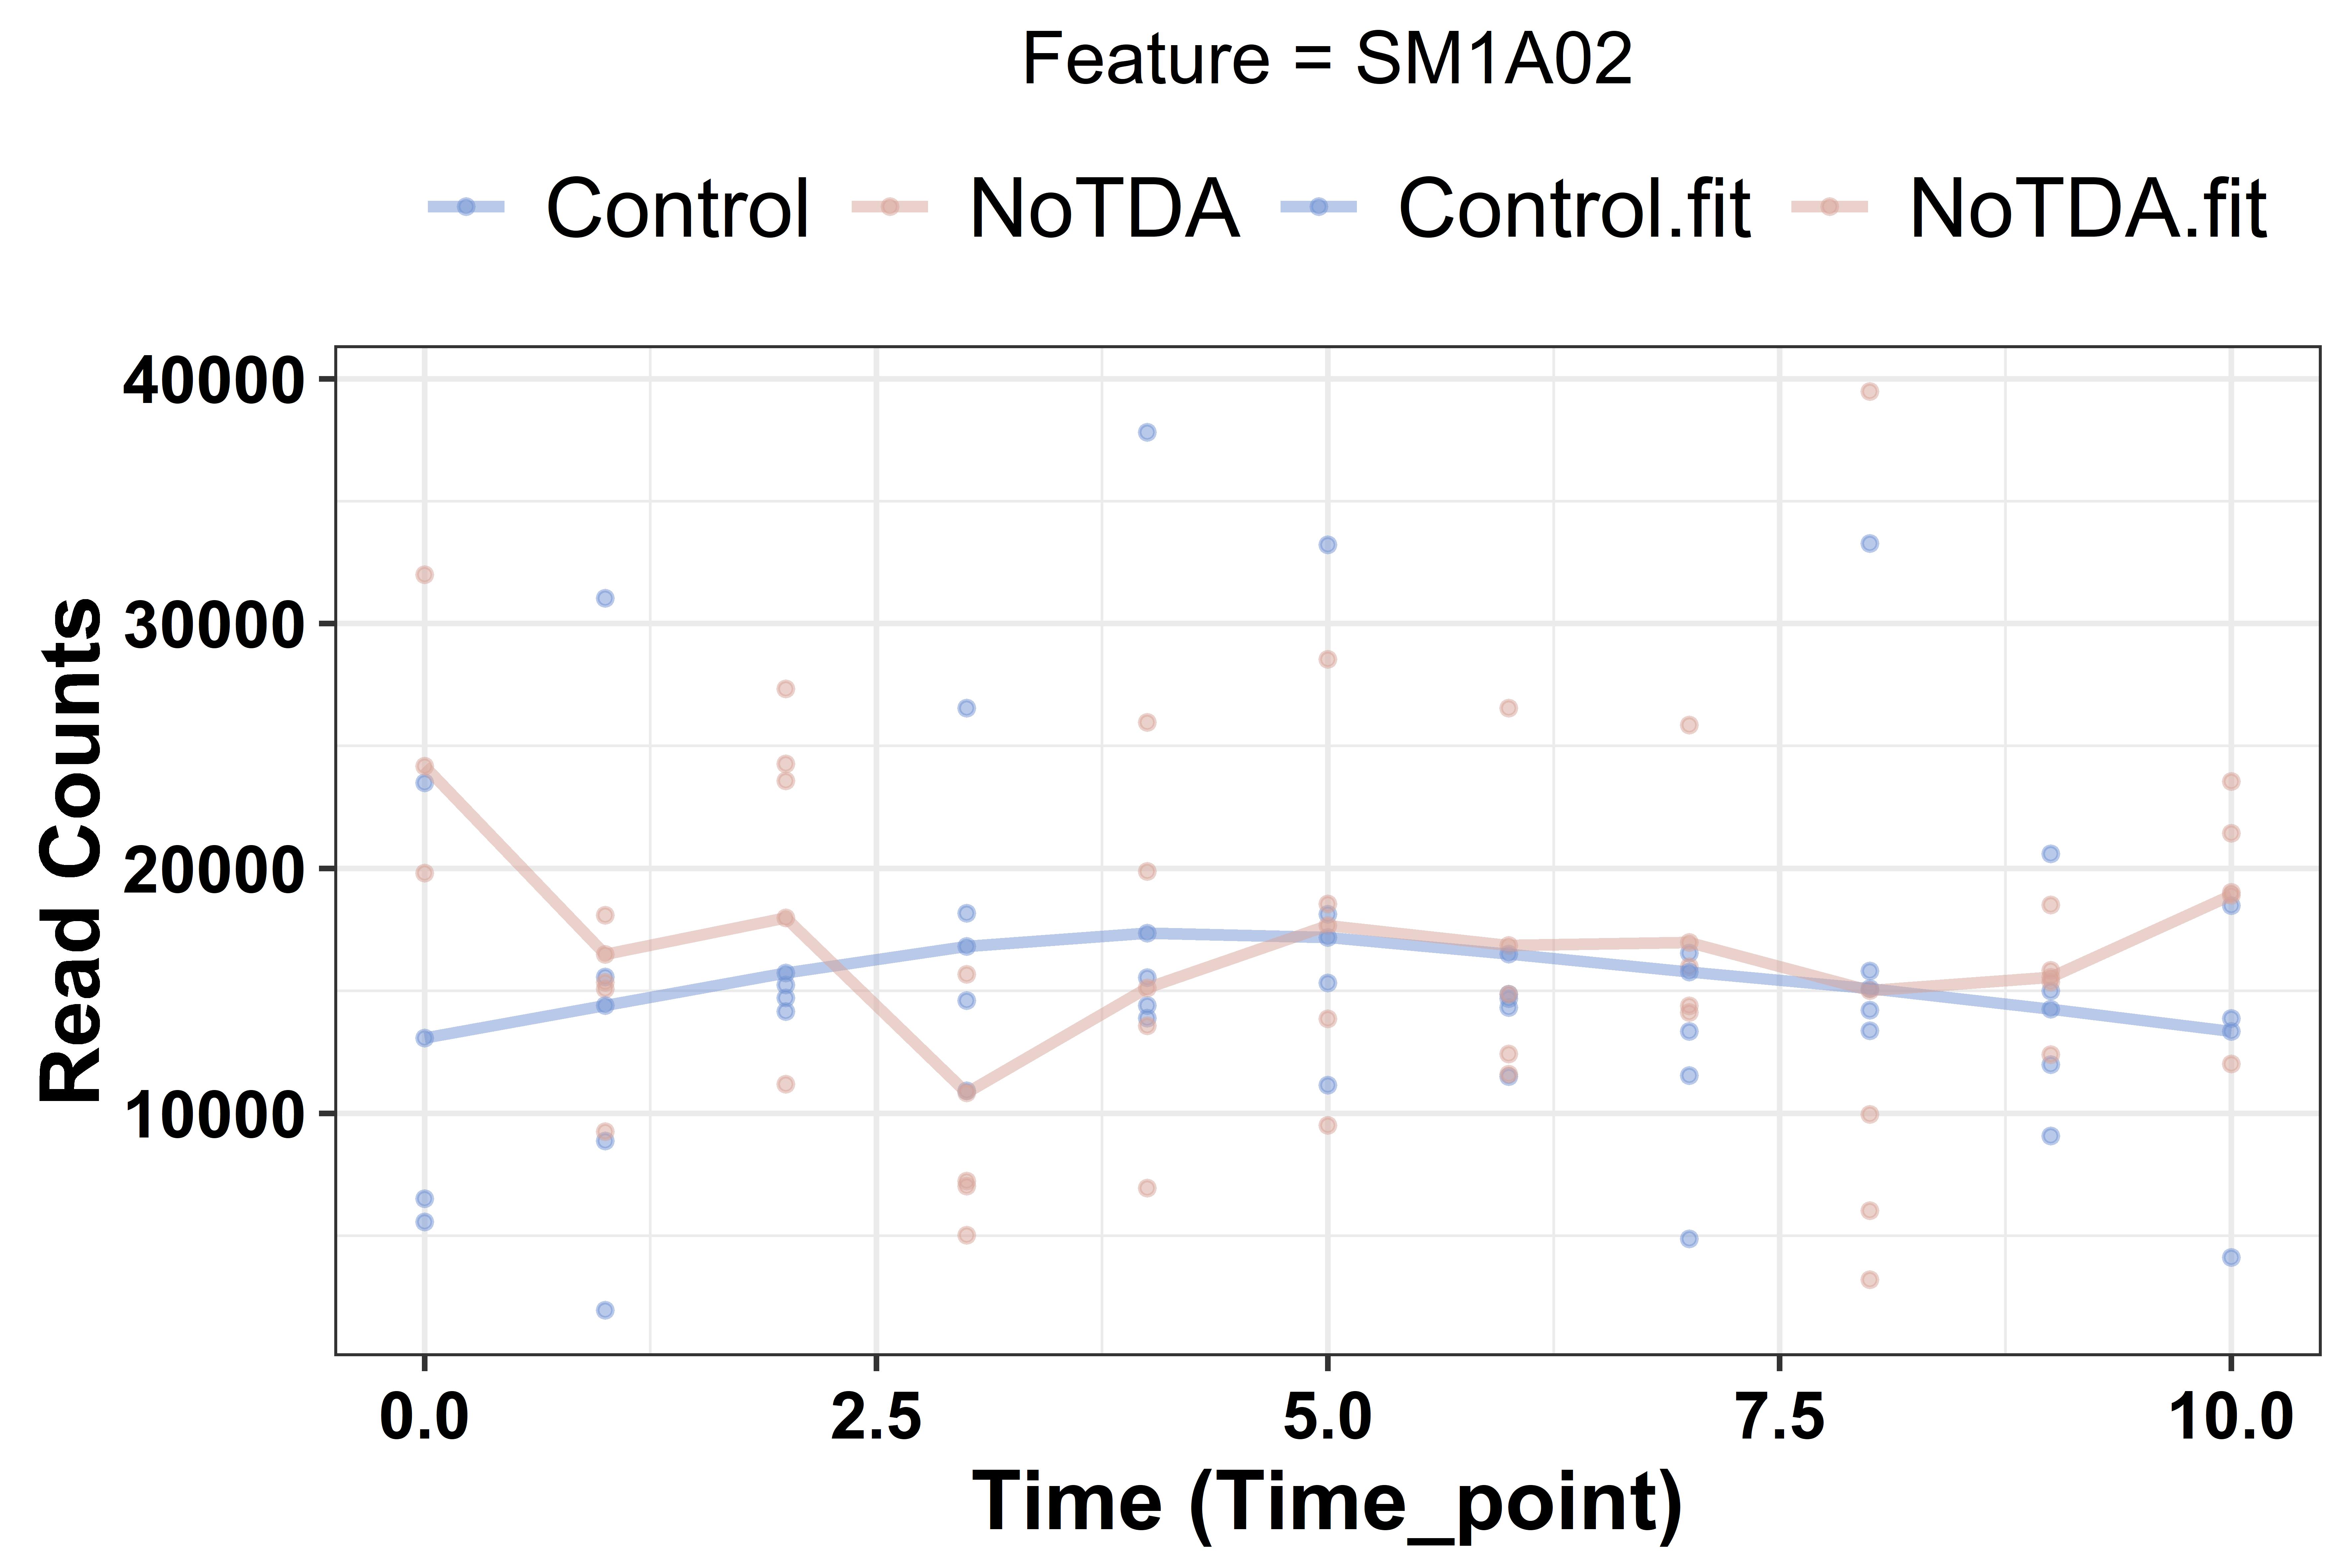 Feature = SM1A02
Control NoTDA Control.fit NoTDA.fit
40000
30000
20000
10000
Read Counts
0.0 2.5 5.0 7.5 10.0
Time (Time_point)